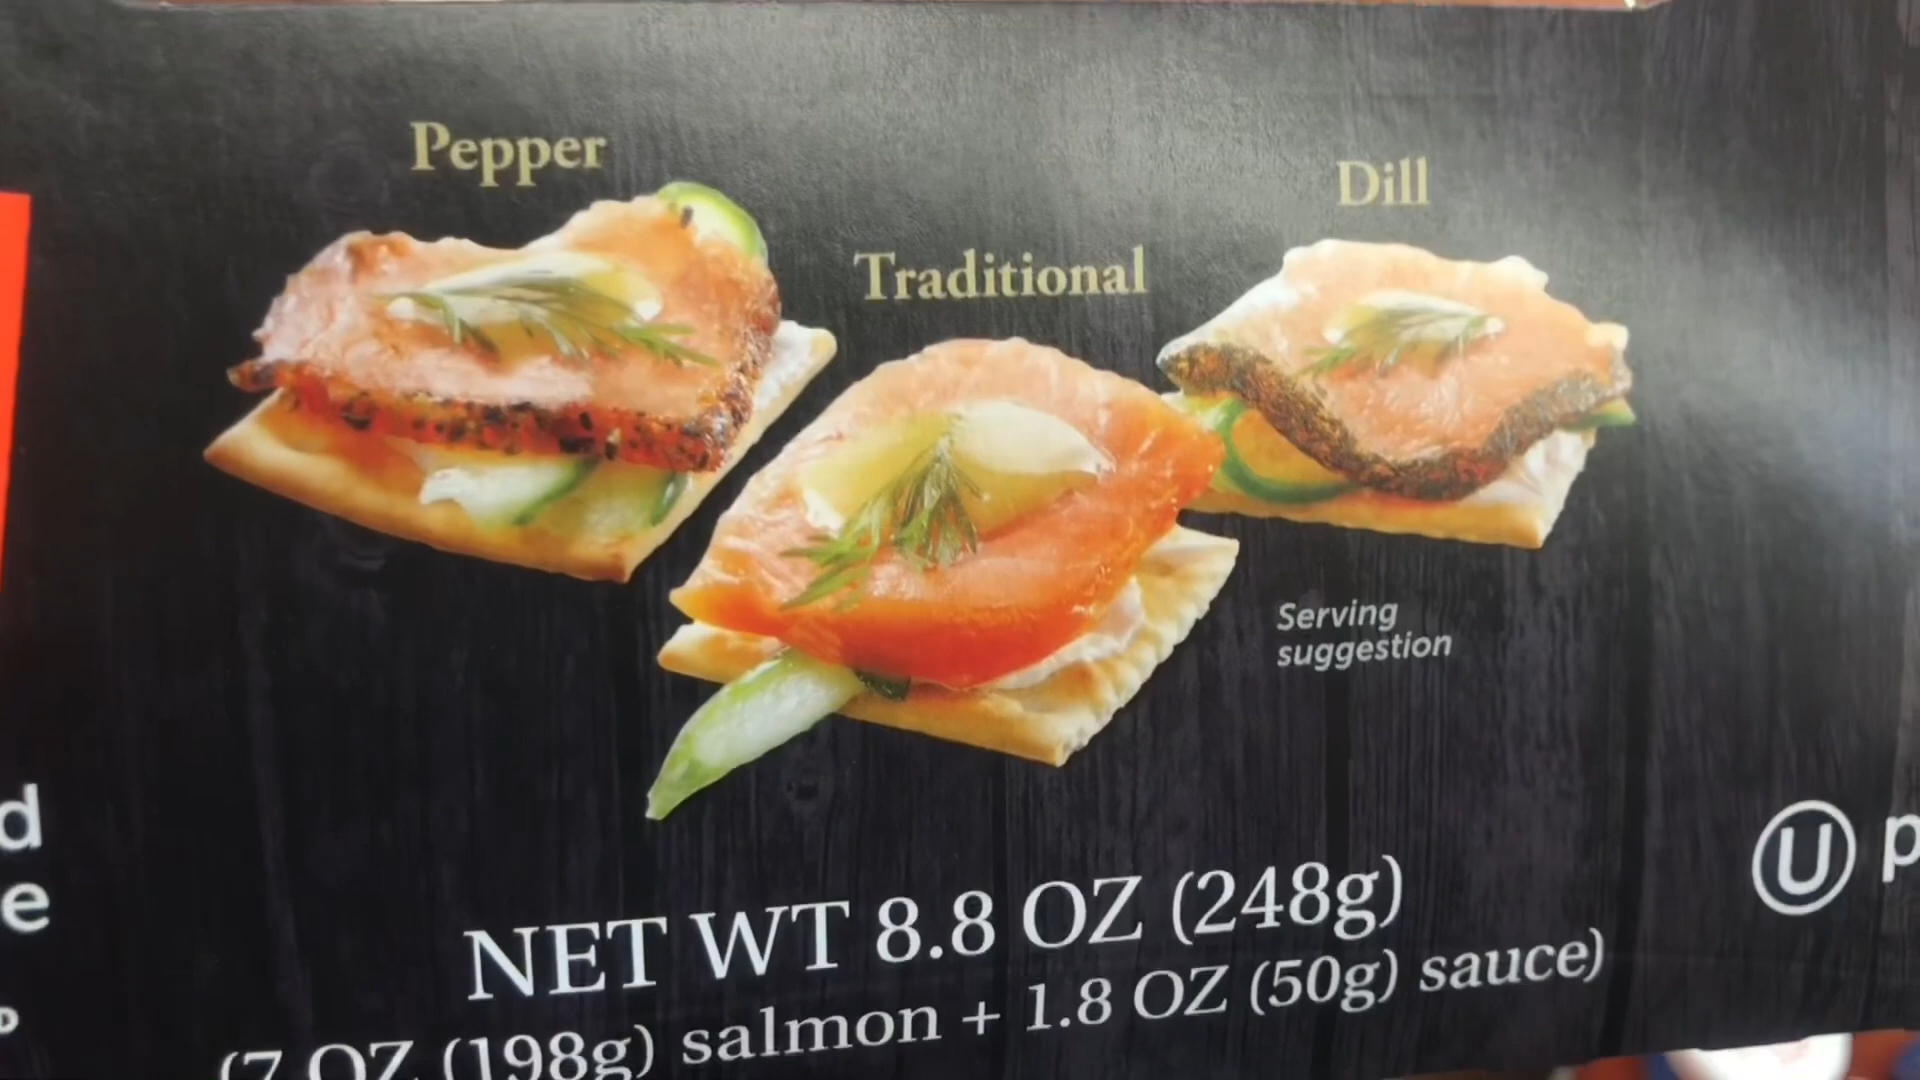 Pepper
Dill
Traditional
Serving
suggestion
d
e
U p
NET WT 8.8 OZ (248g)
(7 OZ (198g) salmon + 1.8 OZ (50g) sauce)